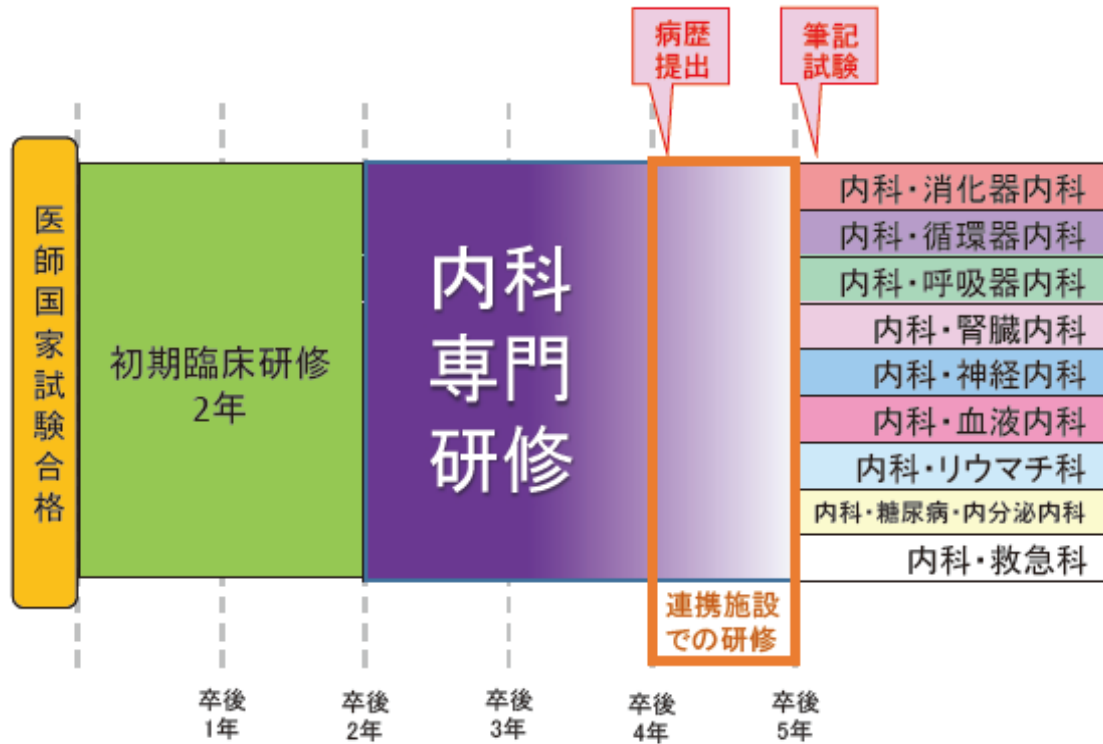 病歴
提出
筆記
試験
医師国家試験合格
初期臨床研修
2年
内科
専門
研修
内科・消化器内科
内科・循環器内科
内科・呼吸器内科
内科・腎臓内科
内科・神経内科
内科・血液内科
内科・リウマチ科
内科・糖尿病・内分泌内科
内科・救急科
連携施設
での研修
卒後
1年
卒後
2年
卒後
3年
卒後
4年
卒後
5年